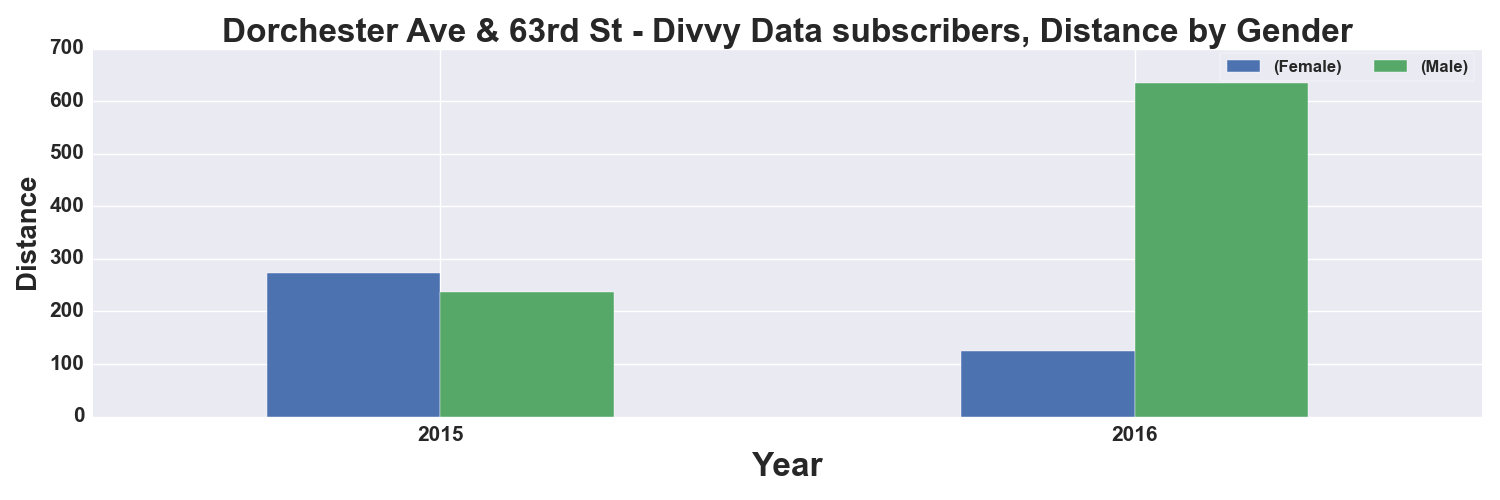 Dorchester Ave & 63rd St - Divvy Data subscribers, Distance by Gender
700
600
500
400
300
200
100
0
Distance
(Female) (Male)
2015 2016
Year